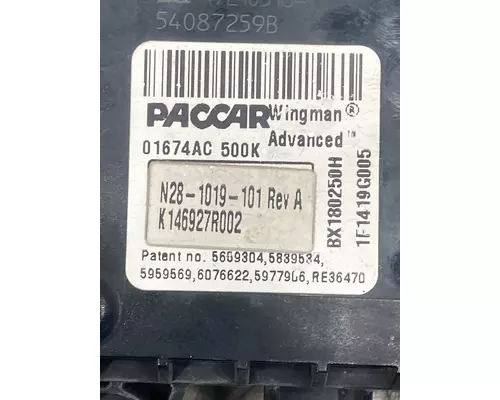 54087259B
PACCAR Wingman®
Advanced™
01674AC 500K
N28-1019-101 Rev A
K146927R002
BX180250H
1F1419G005
Patent no. 5609304,5839534,
5959569,6076622,5977906,RE36470